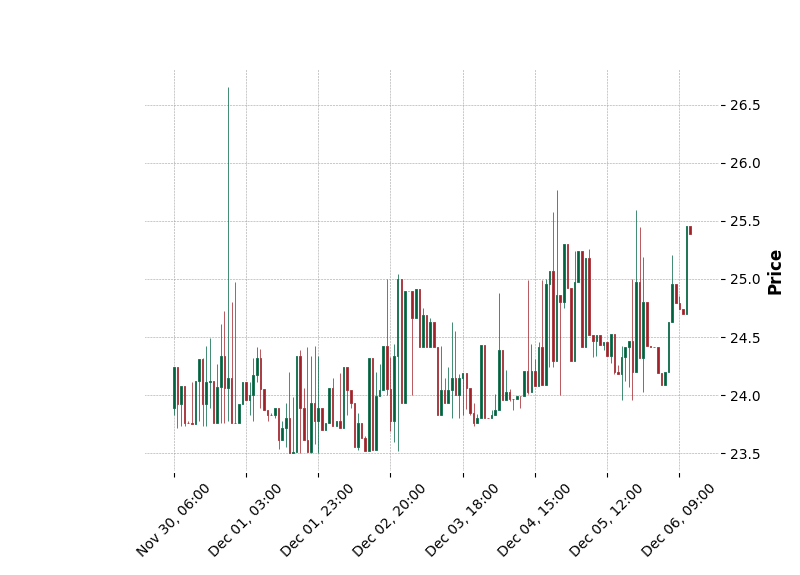 26.5
26.0
25.5
25.0
24.5
24.0
23.5
Price
Nov 30, 06:00
Dec 01, 03:00
Dec 01, 23:00
Dec 02, 20:00
Dec 03, 18:00
Dec 04, 15:00
Dec 05, 12:00
Dec 06, 09:00